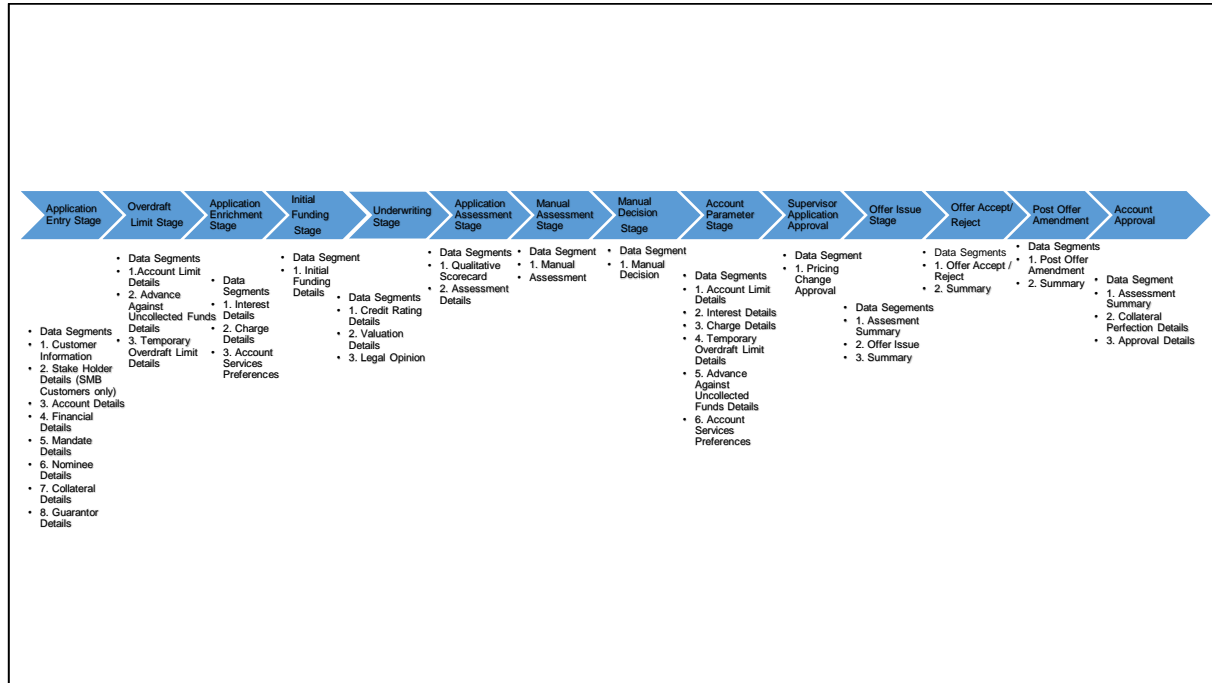 Application
Entry Stage
Overdraft
Limit Stage
Application
Enrichment
Stage
Initial
Funding
Stage
Underwriting
Stage
Application
Assessment
Stage
Manual
Assessment
Stage
Manual
Decision
Stage
Account
Parameter
Stage
Supervisor
Application
Approval
Offer Issue
Stage
Offer Accept/
Reject
Post Offer
Amendment
Account
Approval
• Data Segments
• 1. Customer
Information
• 2. Stake Holder
Details (SMB
Customers only)
• 3. Account Details
• 4. Financial
Details
• 5. Mandate
Details
• 6. Nominee
Details
• 7. Collateral
Details
• 8. Guarantor
Details
• Data Segments
• 1.Account Limit
Details
• 2. Advance
Against
Uncollected Funds
Details
• 3. Temporary
Overdraft Limit
Details
• Data
Segments
• 1. Interest
Details
• 2. Charge
Details
• 3. Account
Services
Preferences
• Data Segment
• 1. Initial
Funding
Details
• Data Segments
• 1. Credit Rating
Details
• 2. Valuation
Details
• 3. Legal Opinion
• Data Segments
• 1. Qualitative
Scorecard
• 2. Assessment
Details
• Data Segment
• 1. Manual
• Assessment
• Data Segment
• 1. Manual
Decision
• Data Segments
• 1. Account Limit
Details
• 2. Interest Details
• 3. Charge Details
• 4. Temporary
Overdraft Limit
Details
• 5. Advance
Against
Uncollected
Funds Details
• 6. Account
Services
Preferences
• Data Segment
• 1. Pricing
Change
Approval
• Data Segements
• 1. Assesment
Summary
• 2. Offer Issue
• 3. Summary
• Data Segments
• 1. Offer Accept /
Reject
• 2. Summary
• Data Segments
• 1. Post Offer
Amendment
• 2. Summary
• Data Segment
• 1. Assessment
Summary
• 2. Collateral
Perfection Details
• 3. Approval Details